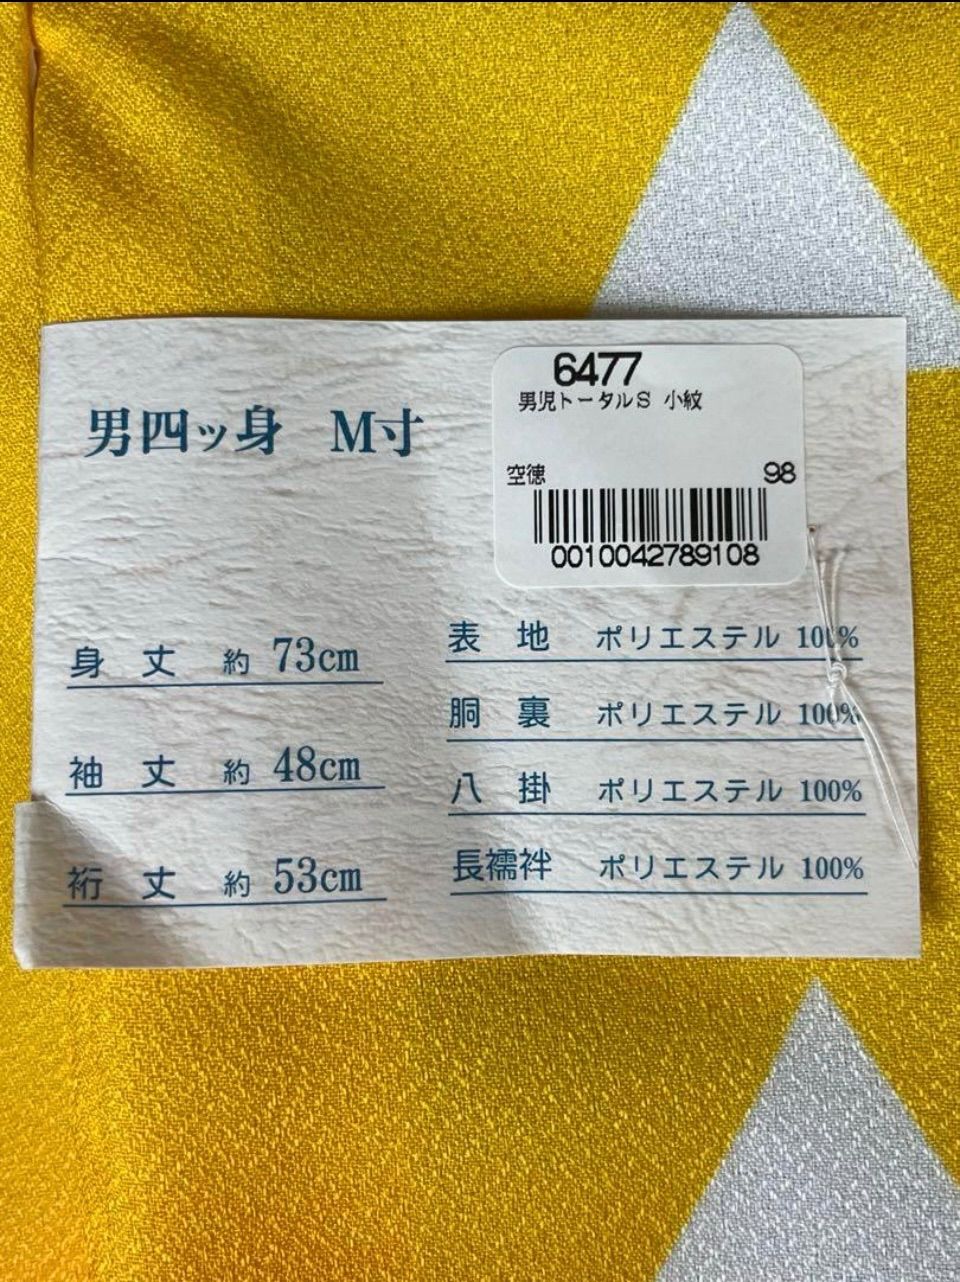 6477
男児トータルS 小紋
空徳 98
0010042789108
男四ッ身 M寸
身丈 約 73cm
袖丈 約 48cm
裄丈 約 53cm
表地 ポリエステル 100%
胴裏 ポリエステル 100%
八掛 ポリエステル 100%
長襦袢 ポリエステル 100%